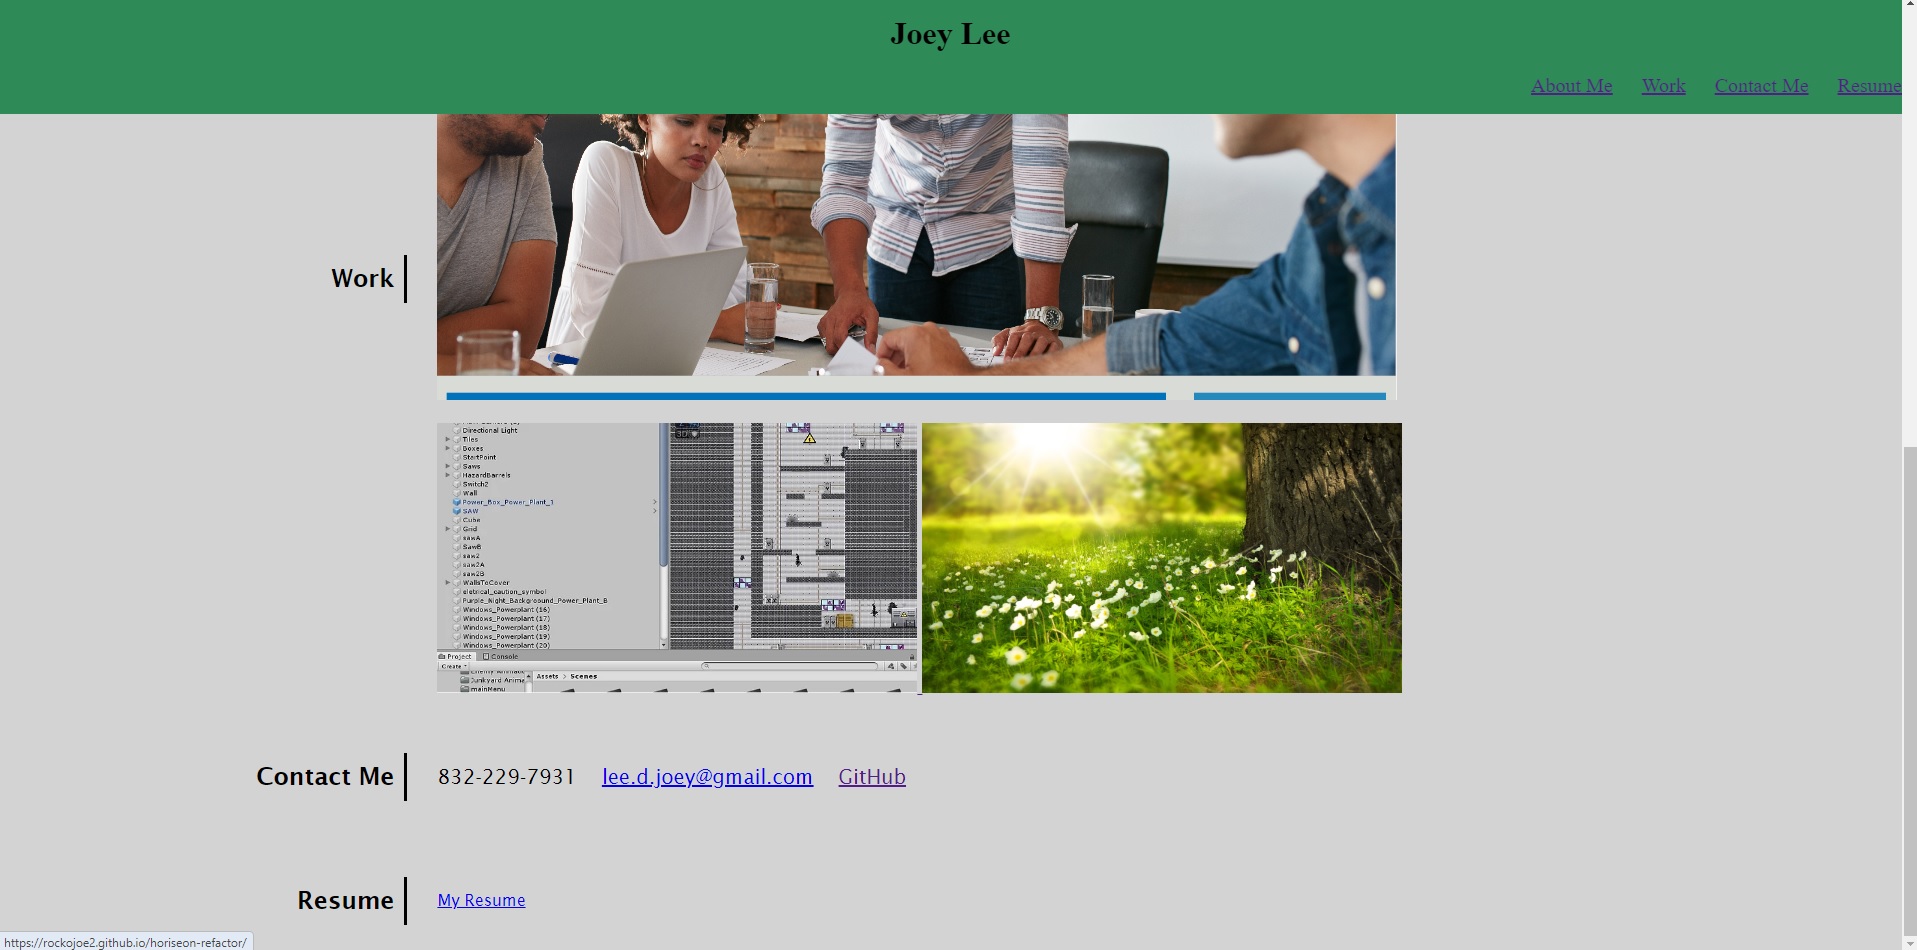 Joey Lee
About Me Work Contact Me Resume
Work
Directional Light
Tiles
Boxes
StartPoint
Saws
HazardBarrels
Switch2
Wall
Power_Box_Power_Plant_1
SAW
Cube
Grid
sawA
SawB
saw2
saw2A
saw2B
WallsToCover
eletrical_caution_symbol
Purple_Night_Background_Power_Plant_B
Windows_Powerplant (16)
Windows_Powerplant (17)
Windows_Powerplant (18)
Windows_Powerplant (19)
Windows_Powerplant (20)
Project Console
Create
Assets > Scenes
Junkyard Anima
mainMenu
Contact Me
832-229-7931 lee.d.joey@gmail.com GitHub
Resume
My Resume
https://rockojoe2.github.io/horiseon-refactor/